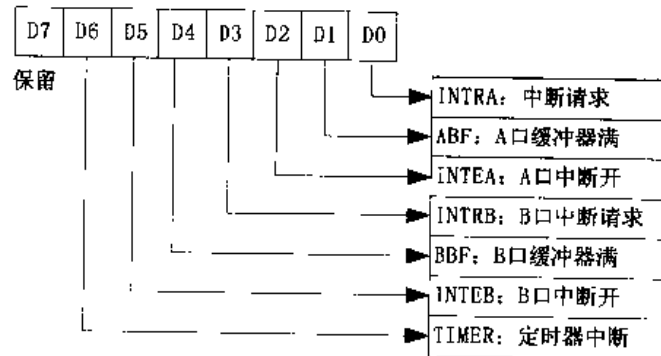 D7 D6 D5 D4 D3 D2 D1 D0
保留
INTRA: 中断请求
ABF: A口缓冲器满
INTEA: A口中断开
INTRB: B口中断请求
BBF: B口缓冲器满
INTEB: B口中断开
TIMER: 定时器中断